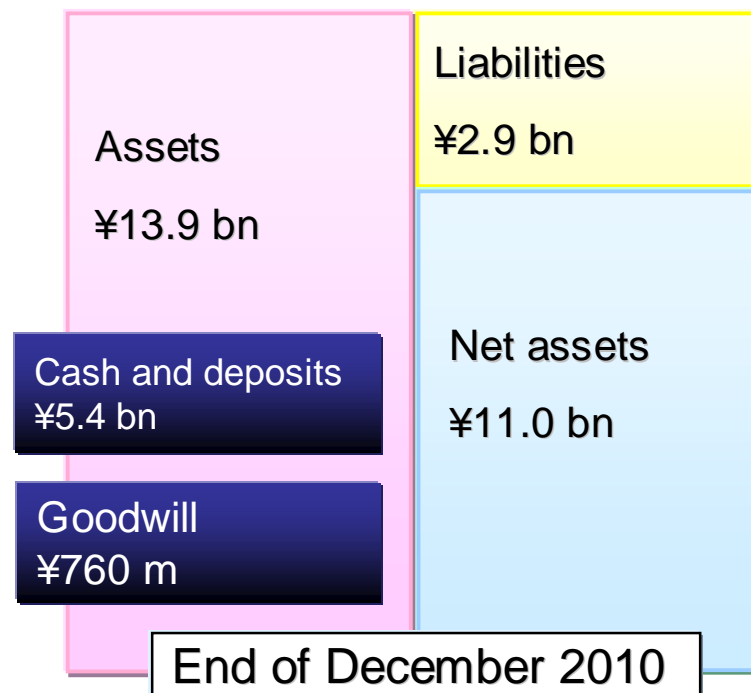 Assets
¥13.9 bn
Cash and deposits
¥5.4 bn
Goodwill
¥760 m
Liabilities
¥2.9 bn
Net assets
¥11.0 bn
End of December 2010